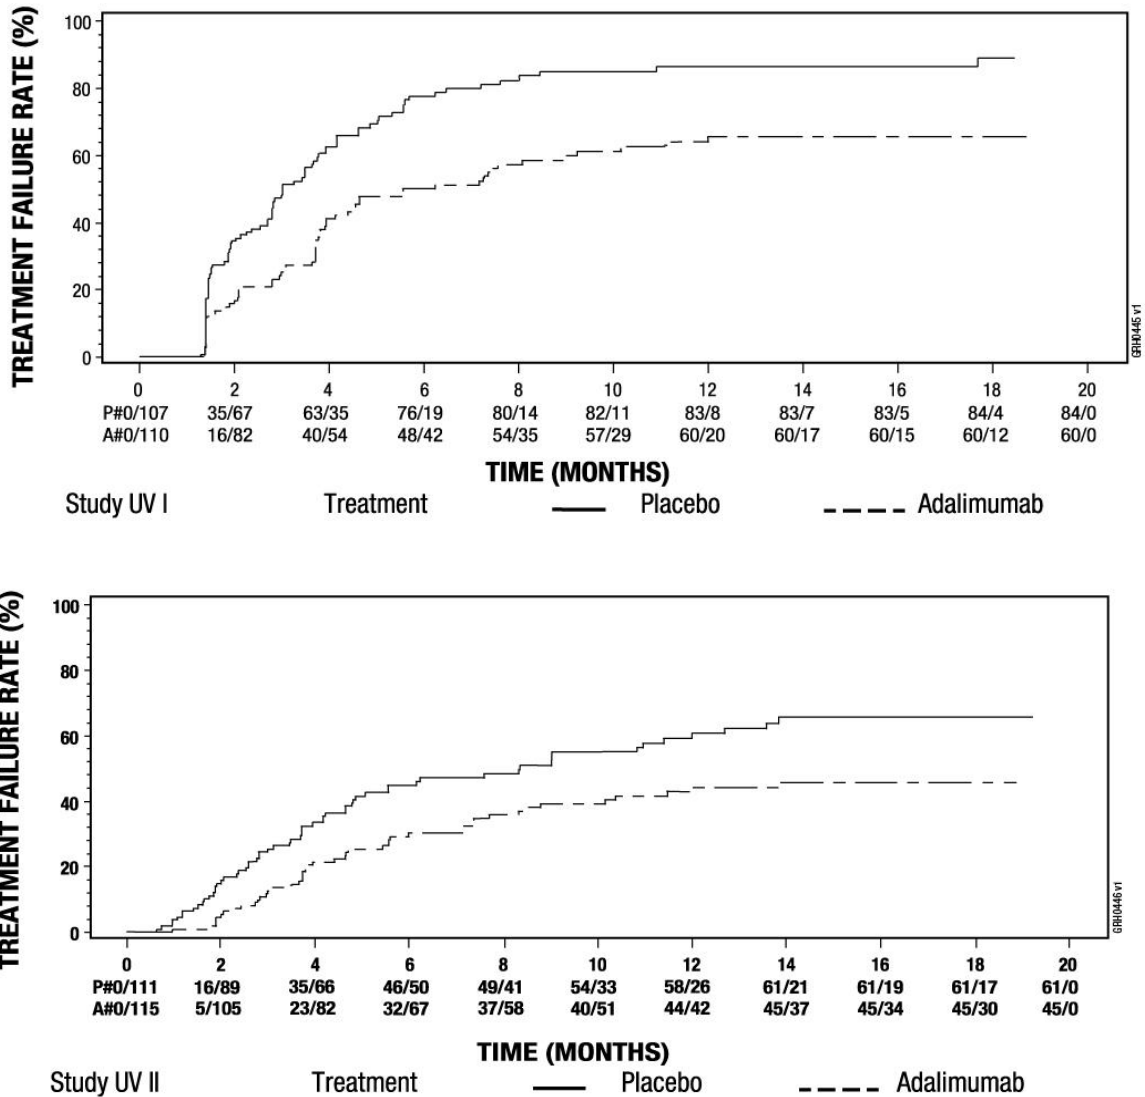 TREATMENT FAILURE RATE (%)
100
80
60
40
20
0
0 2 4 6 8 10 12 14 16 18 20
P#0/107 35/67 63/35 76/19 80/14 82/11 83/8 83/7 83/5 84/4 84/0
A#0/110 16/82 40/54 48/42 54/35 57/29 60/20 60/17 60/15 60/12 60/0
TIME (MONTHS)
GRH0445 v1
Study UV I Treatment Placebo Adalimumab
TREATMENT FAILURE RATE (%)
100
80
60
40
20
0
0 2 4 6 8 10 12 14 16 18 20
P#0/111 16/89 35/66 46/50 49/41 54/33 58/26 61/21 61/19 61/17 61/0
A#0/115 5/105 23/82 32/67 37/58 40/51 44/42 45/37 45/34 45/30 45/0
TIME (MONTHS)
GRH0446 v1
Study UV II Treatment Placebo Adalimumab